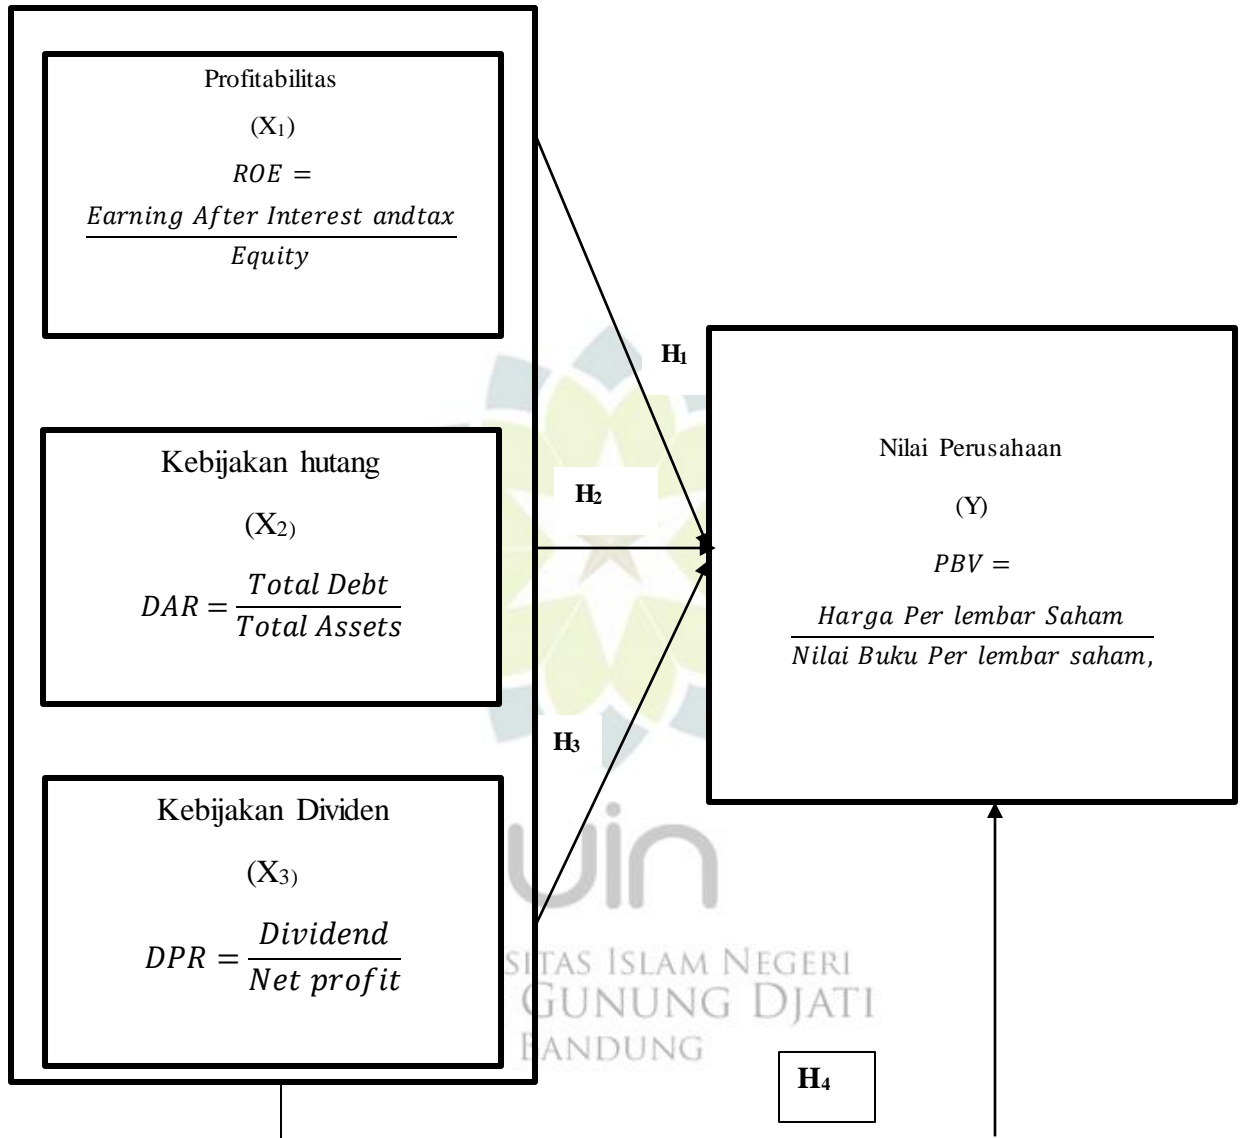 Profitabilitas
(X₁)
ROE =
Earning After Interest andtax
Equity
H₁
Kebijakan hutang
(X₂)
DAR = Total Debt
Total Assets
H₂
Nilai Perusahaan
(Y)
PBV =
Harga Per lembar Saham
Nilai Buku Per lembar saham,
H₃
Kebijakan Dividen
(X₃)
DPR = Dividend
Net profit
uin
SITAS ISLAM NEGERI
GUNUNG DJATI
BANDUNG
H₄